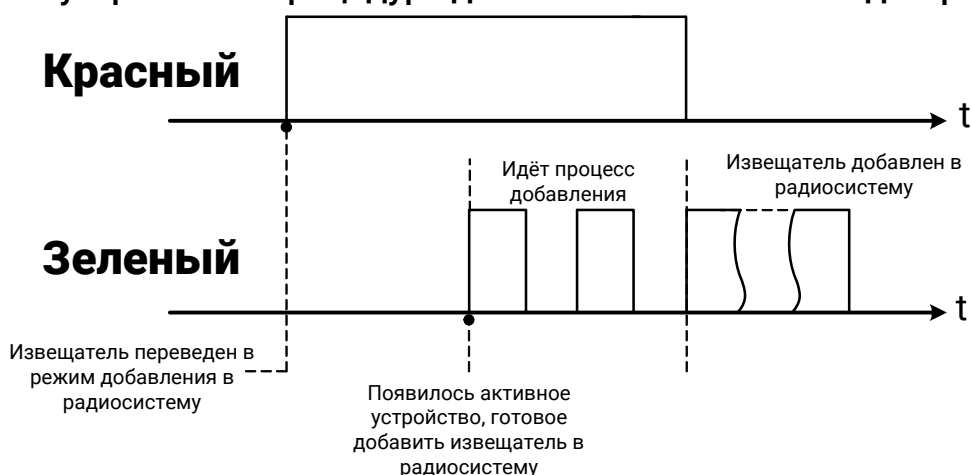 Красный
t
Идёт процесс
добавления
Извещатель добавлен в
радиосистему
Зеленый
t
Извещатель переведен в
режим добавления в
радиосистему
Появилось активное
устройство, готовое
добавить извещатель в
радиосистему